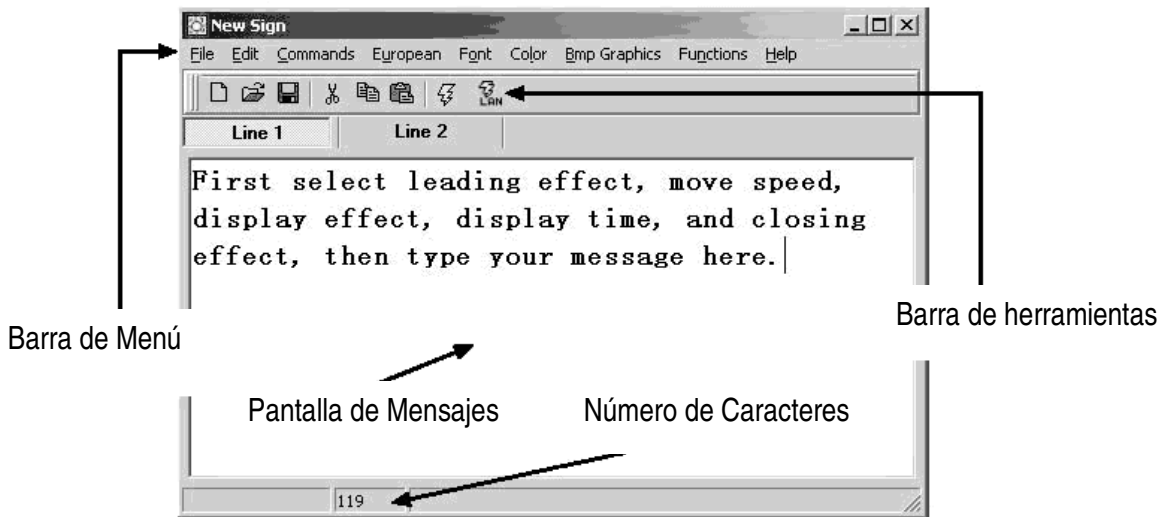 New Sign
File Edit Commands European Font Color Bmp Graphics Functions Help
LAN
Line 1 Line 2
First select leading effect, move speed,
display effect, display time, and closing
effect, then type your message here.
Barra de herramientas
Barra de Menú
Pantalla de Mensajes Número de Caracteres
119